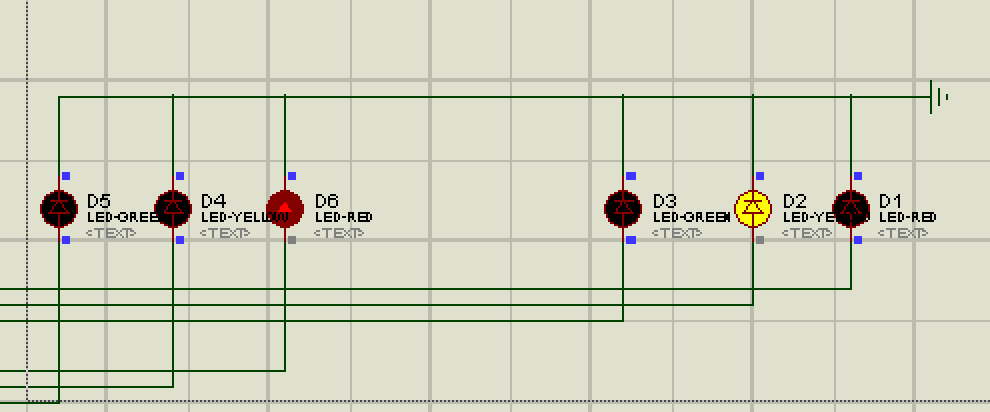 D5
LED-GREE
<TEXT>
D4
LED-YELLOW
<TEXT>
D6
LED-RED
<TEXT>
D3
LED-GREEN
<TEXT>
D2
LED-YE
<TEXT>
D1
LED-RED
<TEXT>